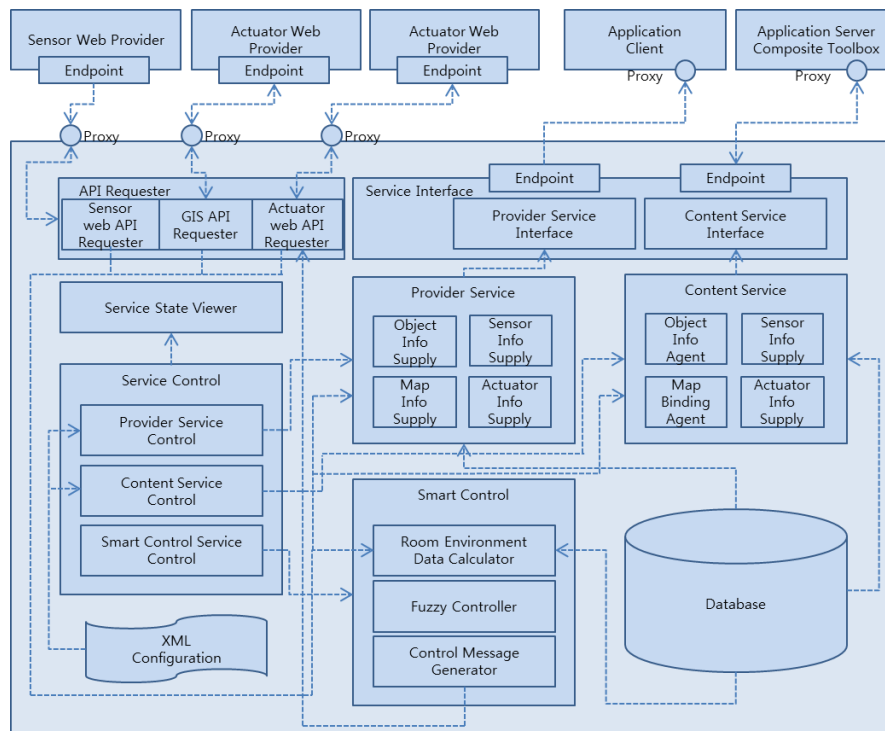 Sensor Web Provider
Endpoint
Actuator Web
Provider
Endpoint
Actuator Web
Provider
Endpoint
Application
Client
Proxy
Application Server
Composite Toolbox
Proxy
Proxy
Proxy
Proxy
API Requester
Sensor
web API
Requester
GIS API
Requester
Actuator
web API
Requester
Service Interface
Endpoint
Endpoint
Provider Service
Interface
Content Service
Interface
Service State Viewer
Provider Service
Object
Info
Supply
Sensor
Info
Supply
Map
Info
Supply
Actuator
Info
Supply
Content Service
Object
Info
Agent
Sensor
Info
Supply
Map
Binding
Agent
Actuator
Info
Supply
Service Control
Provider Service
Control
Content Service
Control
Smart Control Service
Control
XML
Configuration
Smart Control
Room Environment
Data Calculator
Fuzzy Controller
Control Message
Generator
Database